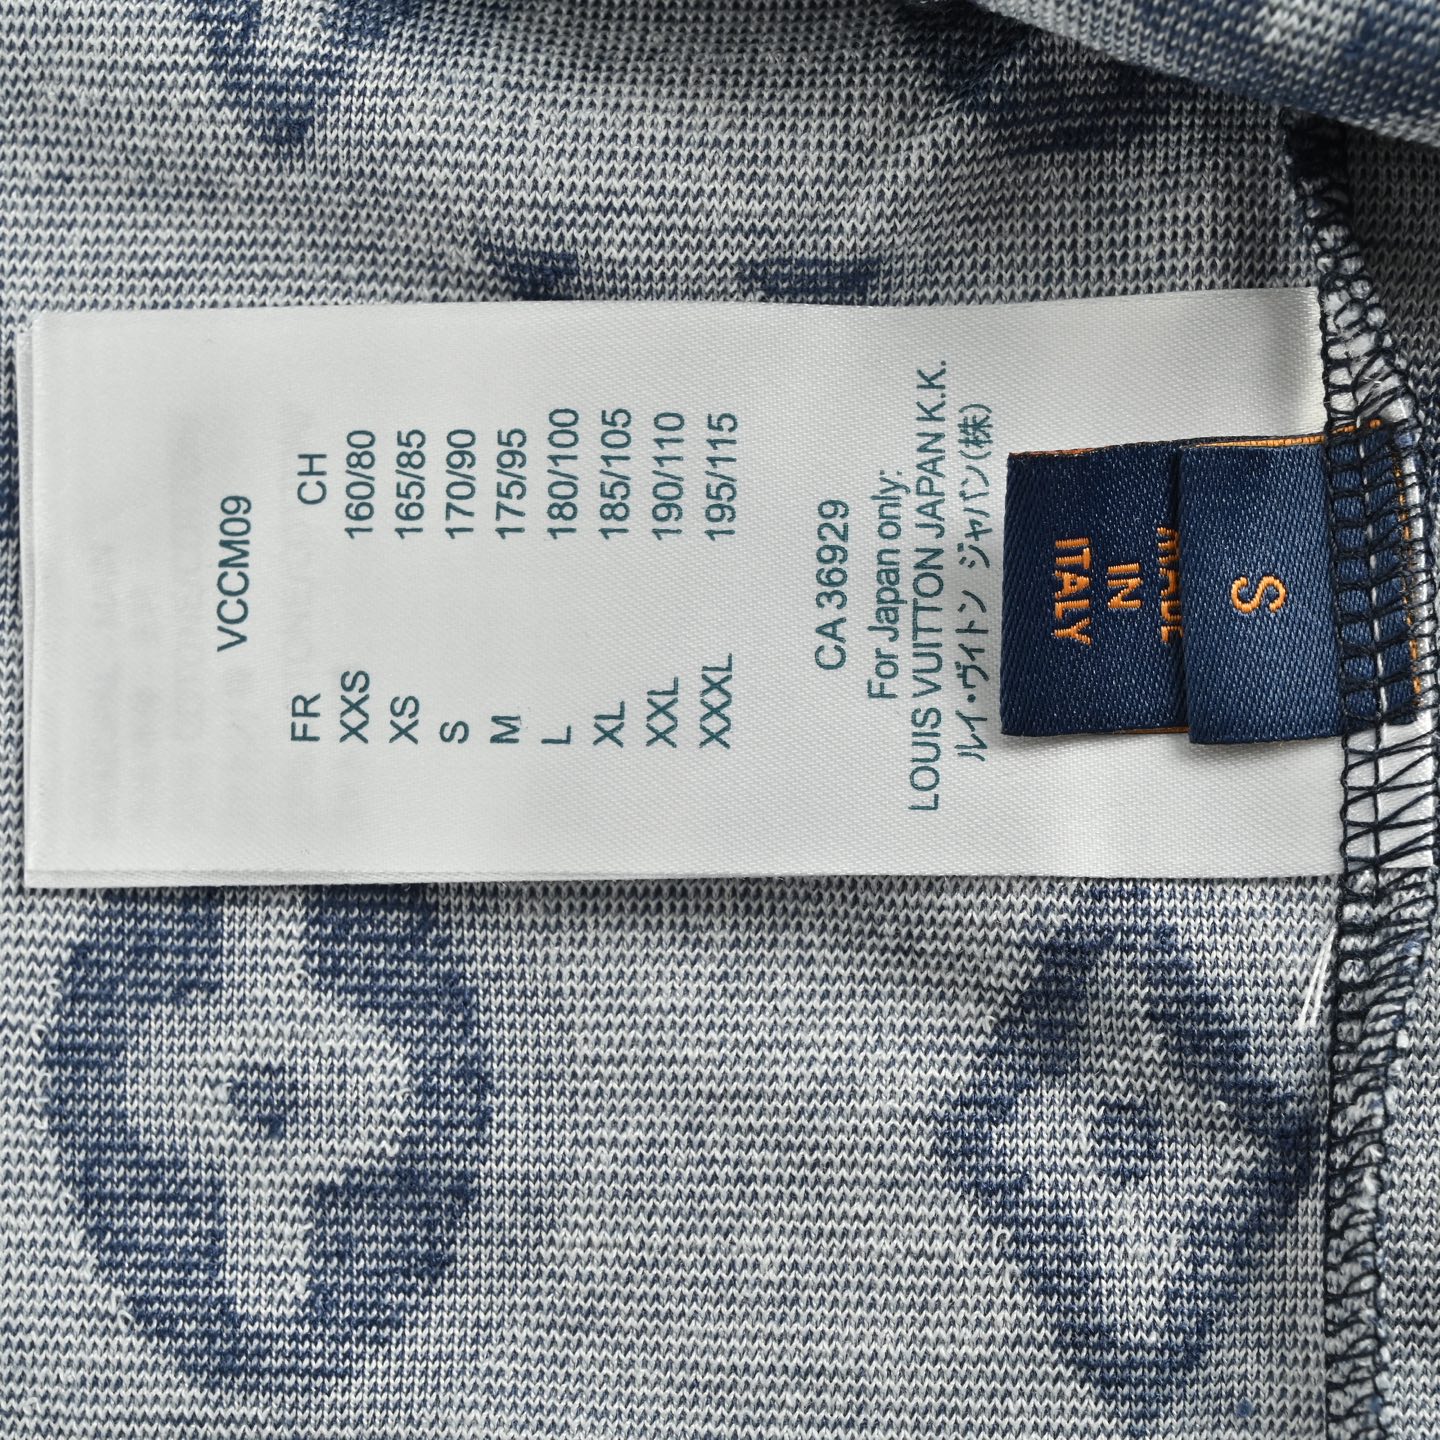 VCCM09
FR CH
XXS 160/80
XS 165/85
S 170/90
M 175/95
L 180/100
XL 185/105
XXL 190/110
XXXL 195/115
CA 36929
For Japan only:
LOUIS VUITTON JAPAN K.K.
ルイ・ヴィトン ジャパン(株)
S
MADE
IN
ITALY